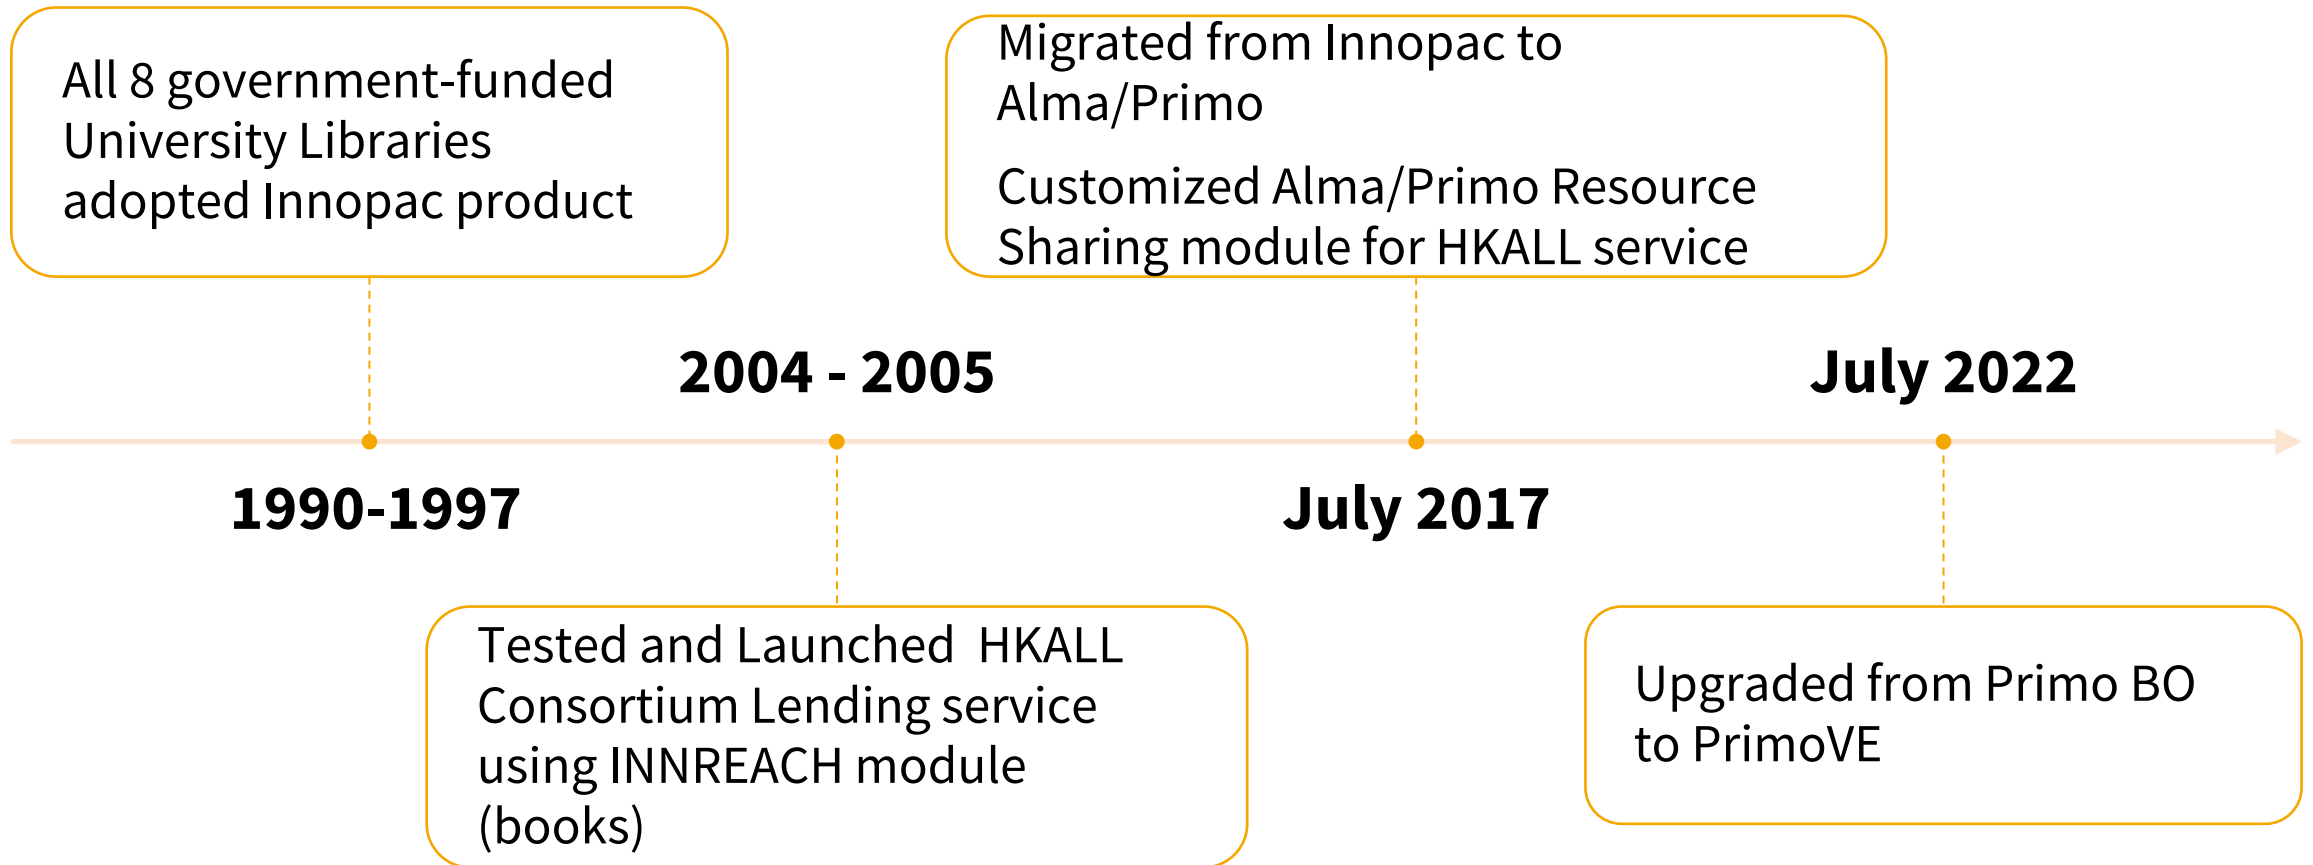 All 8 government-funded
University Libraries
adopted Innopac product
Migrated from Innopac to
Alma/Primo
Customized Alma/Primo Resource
Sharing module for HKALL service
2004 - 2005
July 2022
1990-1997
July 2017
Tested and Launched  HKALL
Consortium Lending service
using INNREACH module
(books)
Upgraded from Primo BO
to PrimoVE